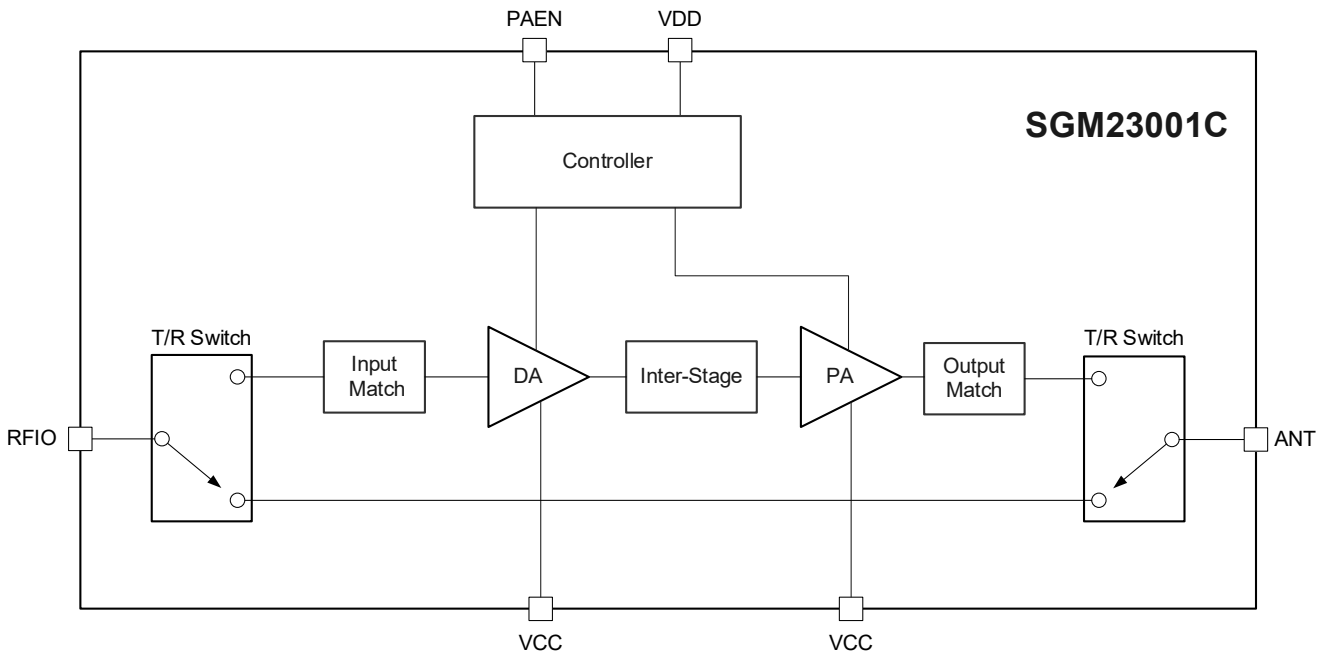 PAEN
VDD
SGM23001C
Controller
T/R Switch
T/R Switch
Input
Match
DA
Inter-Stage
PA
Output
Match
RFIO
ANT
VCC
VCC